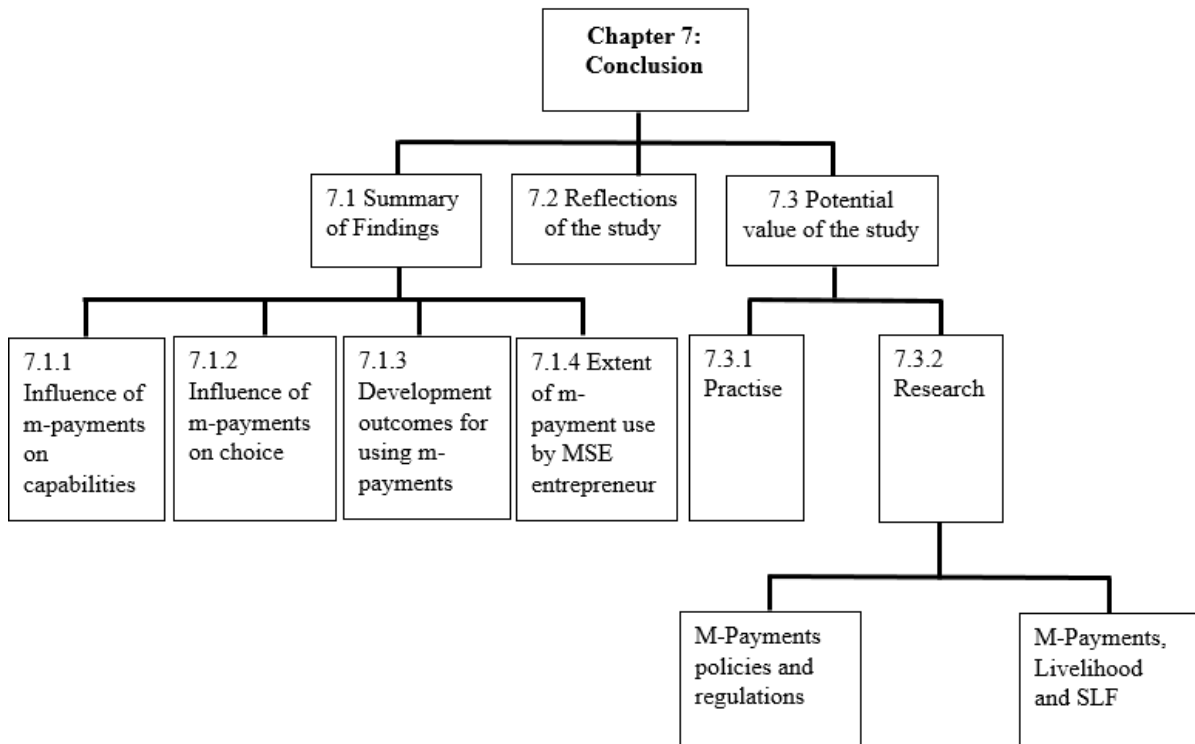 Chapter 7:
Conclusion
7.1 Summary
of Findings
7.2 Reflections
of the study
7.3 Potential
value of the study
7.1.1
Influence of
m-payments
on
capabilities
7.1.2
Influence of
m-payments
on choice
7.1.3
Development
outcomes for
using m-
payments
7.1.4 Extent
of m-
payment use
by MSE
entrepreneur
7.3.1
Practise
7.3.2
Research
M-Payments
policies and
regulations
M-Payments,
Livelihood
and SLF